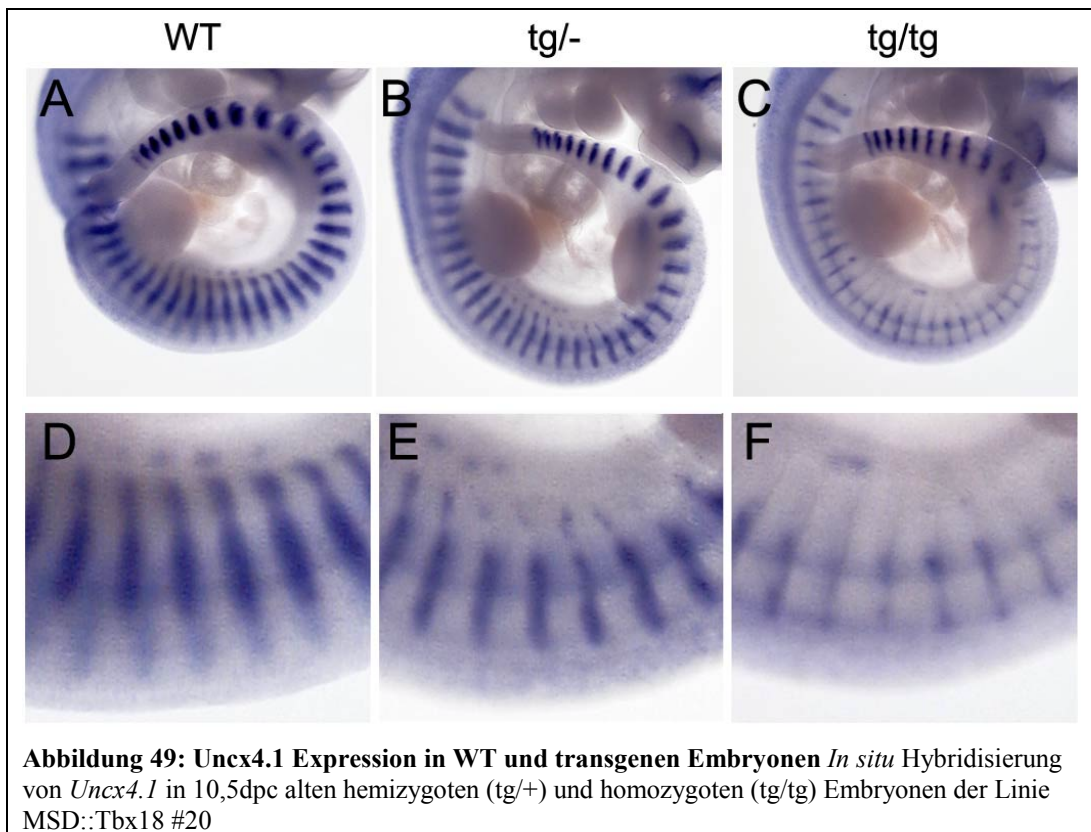 WT tg/- tg/tg
A B C
D E F
Abbildung 49: Uncx4.1 Expression in WT und transgenen Embryonen In situ Hybridisierung
von Uncx4.1 in 10,5dpc alten hemizygoten (tg/+) und homozygoten (tg/tg) Embryonen der Linie
MSD::Tbx18 #20